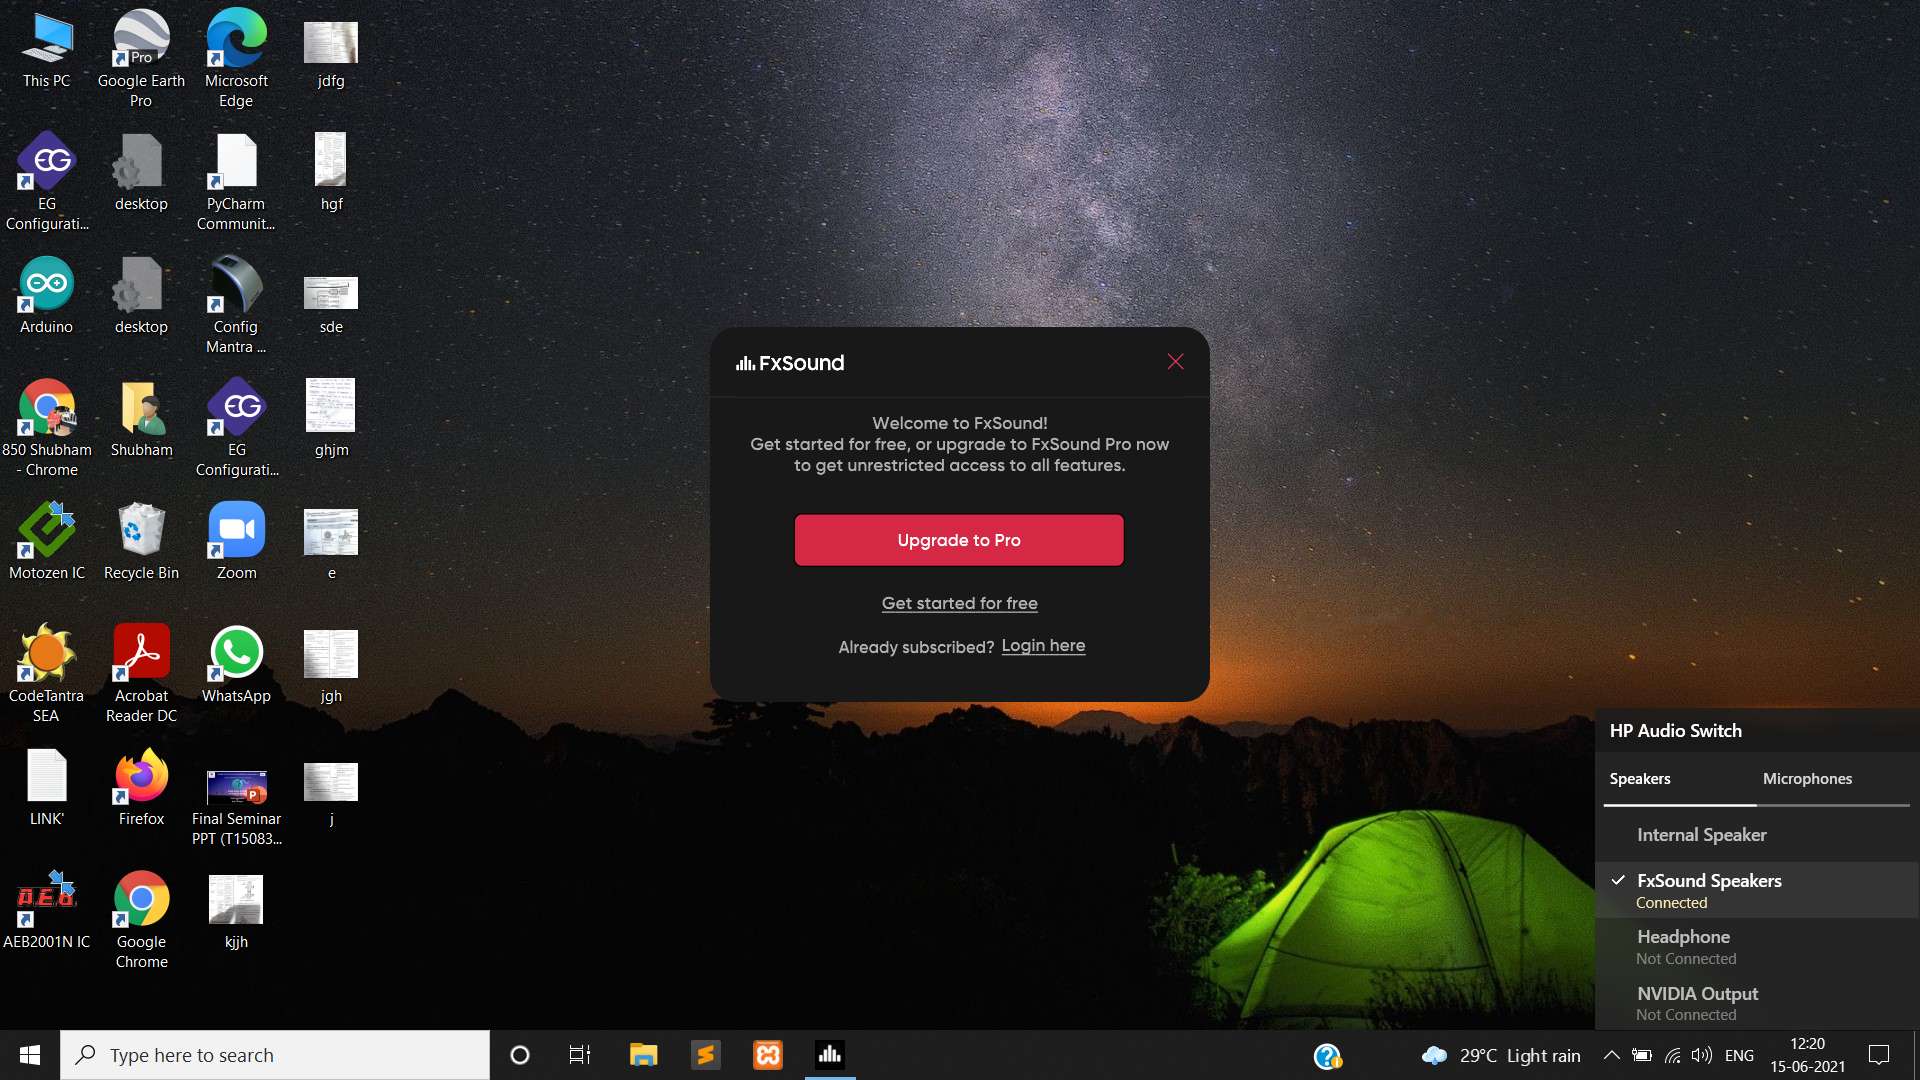 This PC
Pro
Google Earth
Pro
Microsoft
Edge
jdfg
EG
EG
Configurati...
desktop
PyCharm
Communit...
hgf
Arduino
desktop
Config
Mantra ...
sde
850 Shubham
- Chrome
Shubham
EG
EG
Configurati...
ghjm
Motozen IC
Recycle Bin
Zoom
e
CodeTantra
SEA
Acrobat
Reader DC
WhatsApp
jgh
LINK'
Firefox
Final Seminar
PPT (T15083...
j
AEB2001N IC
Google
Chrome
kjjh
FxSound
Welcome to FxSound!
Get started for free, or upgrade to FxSound Pro now
to get unrestricted access to all features.
Upgrade to Pro
Get started for free
Already subscribed? Login here
HP Audio Switch
Speakers
Microphones
Internal Speaker
FxSound Speakers
Connected
Headphone
Not Connected
NVIDIA Output
Not Connected
Type here to search
29°C Light rain
ENG
12:20
15-06-2021